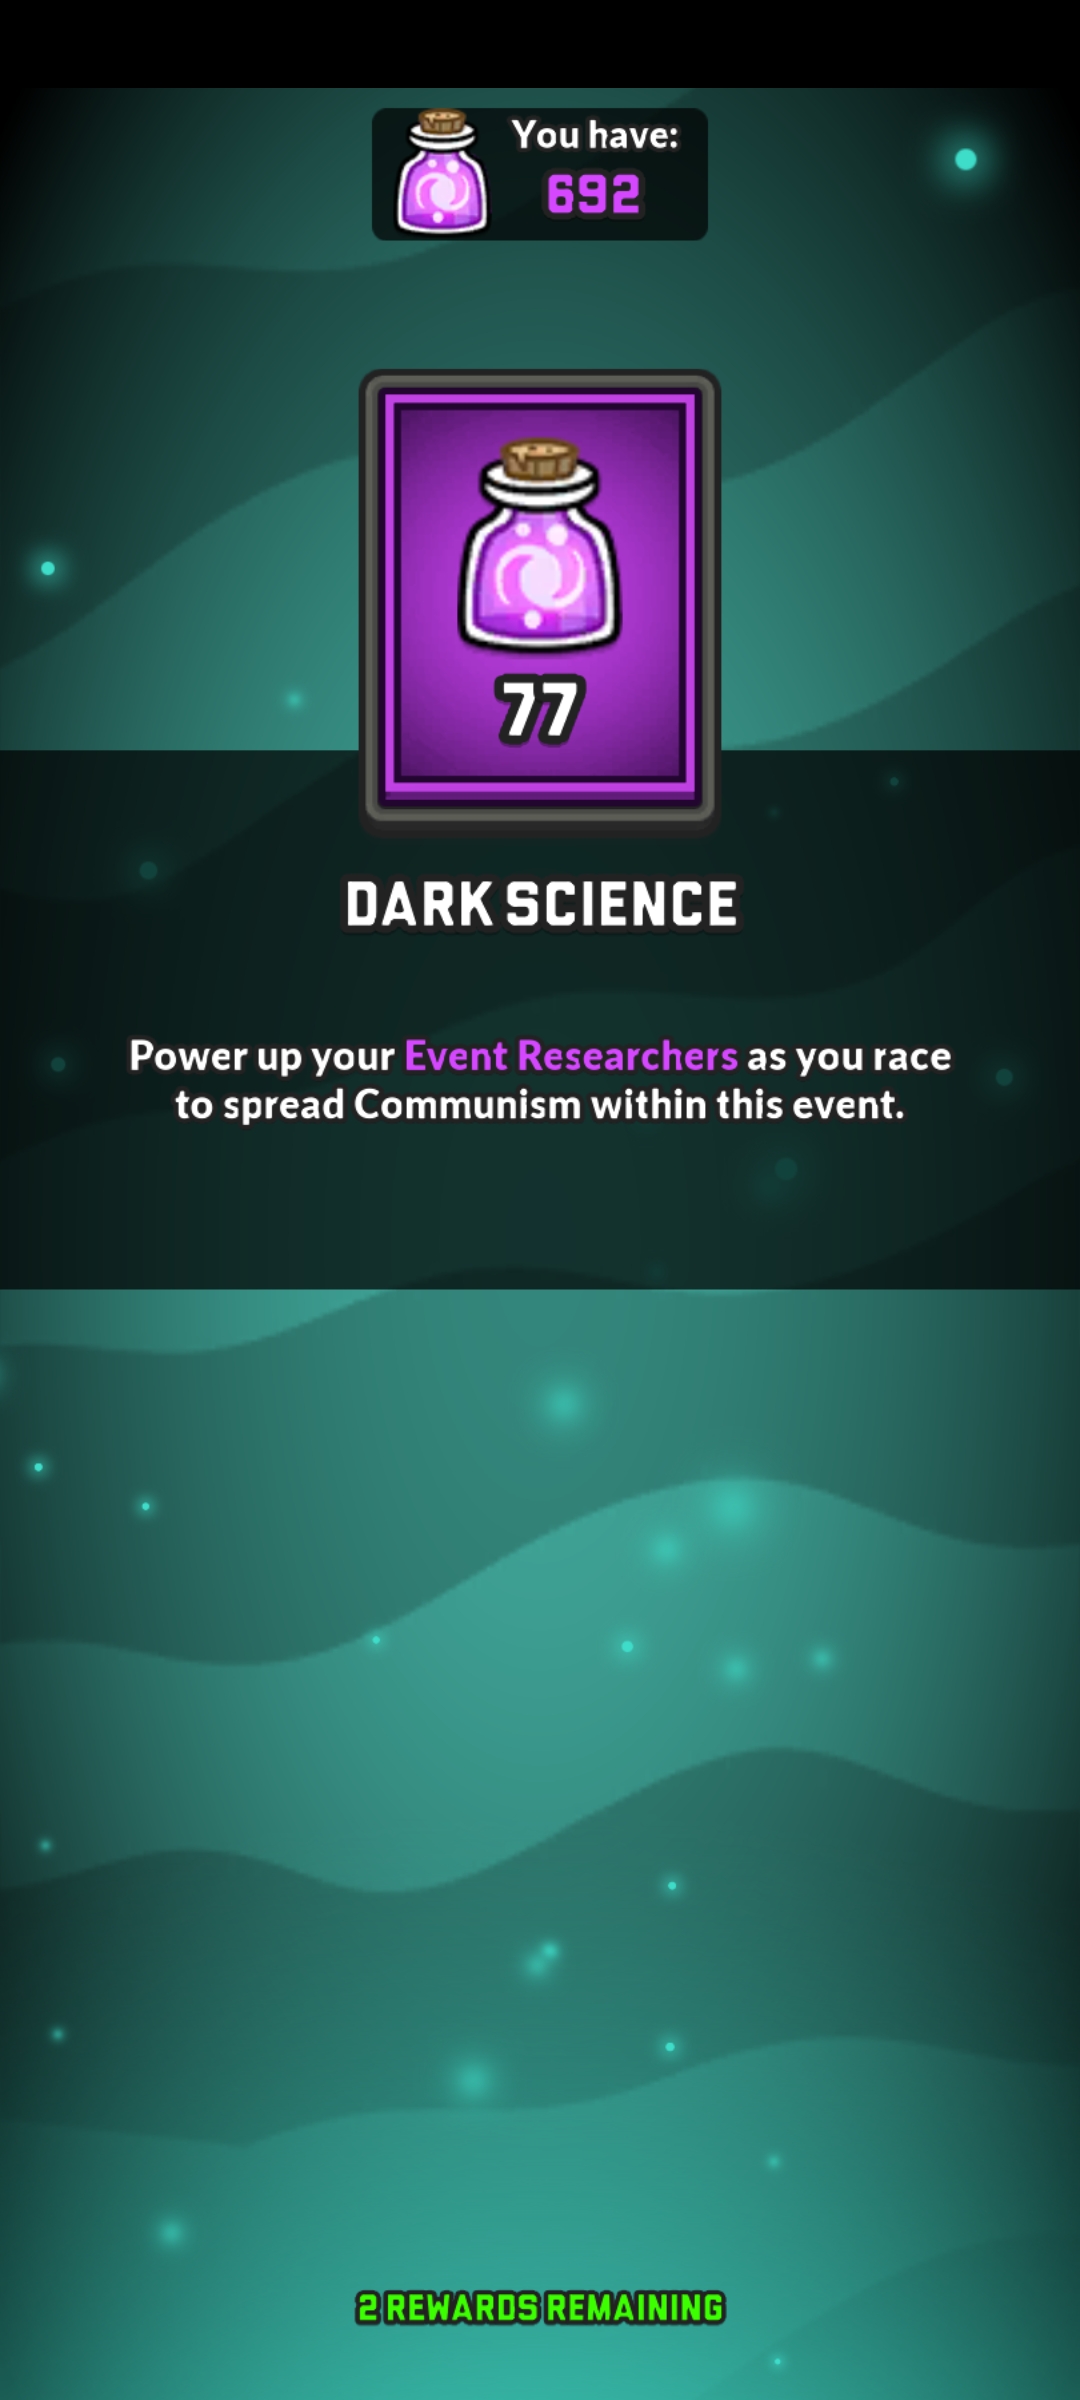 You have:
692
77
DARK SCIENCE
Power up your Event Researchers as you race
to spread Communism within this event.
2 REWARDS REMAINING